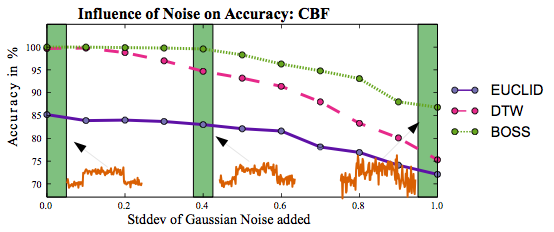 Influence of Noise on Accuracy: CBF
Accuracy in %
100
95
90
85
80
75
70
0.0 0.2 0.4 0.6 0.8 1.0
Stddev of Gaussian Noise added
EUCLID
DTW
BOSS